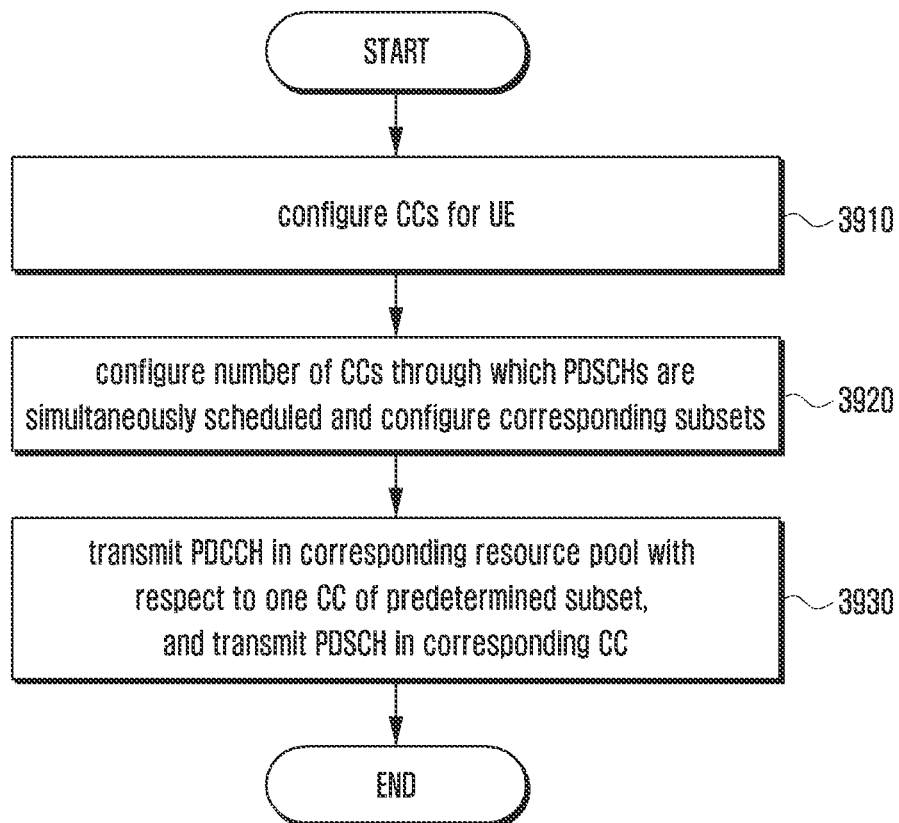 START
configure CCs for UE
3910
configure number of CCs through which PDSCHs are
simultaneously scheduled and configure corresponding subsets
3920
transmit PDCCH in corresponding resource pool with
respect to one CC of predetermined subset,
and transmit PDSCH in corresponding CC
3930
END